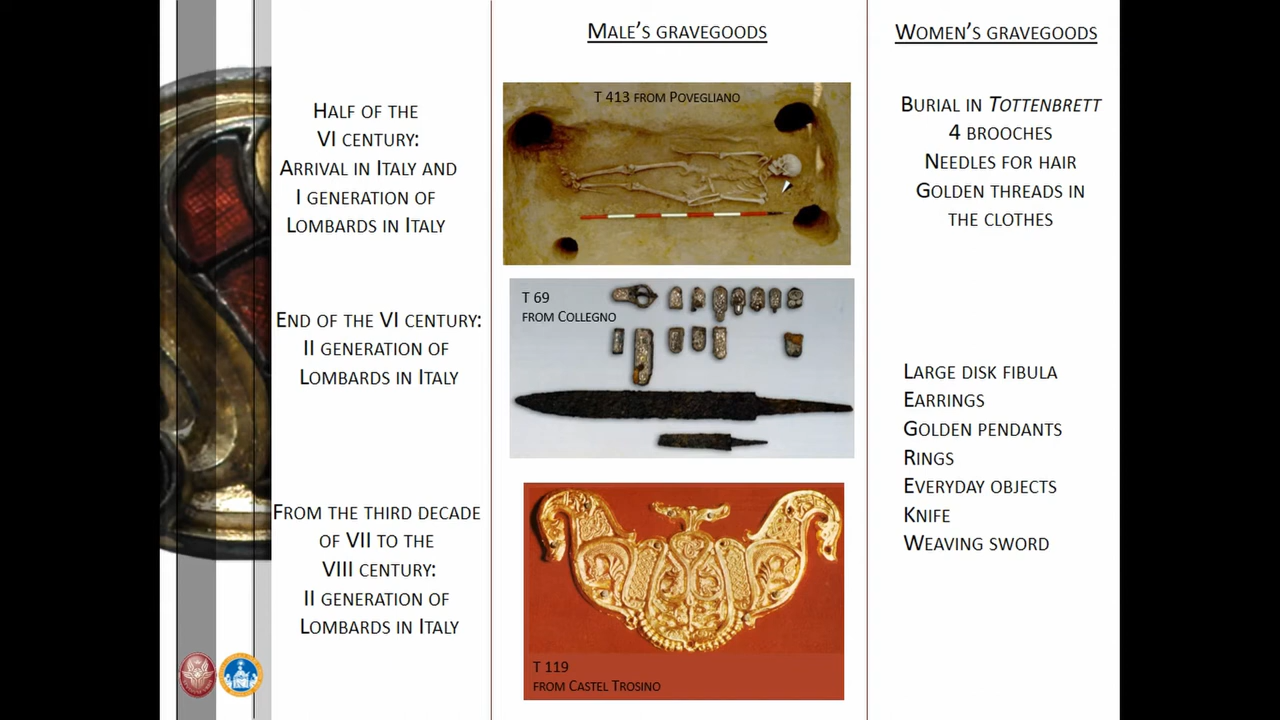 Male's gravegoods
Women's gravegoods
Half of the
VI century:
Arrival in Italy and
I generation of
Lombards in Italy
T 413 from Povegliano
Burial in Tottenbrett
4 brooches
Needles for hair
Golden threads in
the clothes
End of the VI century:
II generation of
Lombards in Italy
T 69
from Collegno
Large disk fibula
Earrings
Golden pendants
Rings
Everyday objects
Knife
Weaving sword
From the third decade
of VII to the
VIII century:
II generation of
Lombards in Italy
T 119
from Castel Trosino